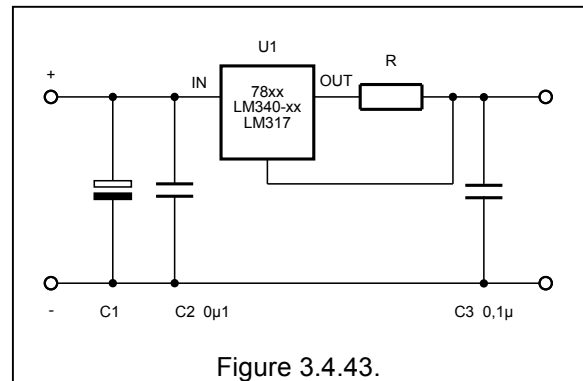 U1
R
+
IN
OUT
78xx
LM340-xx
LM317
-
C1
C2 0µ1
C3 0,1µ
Figure 3.4.43.